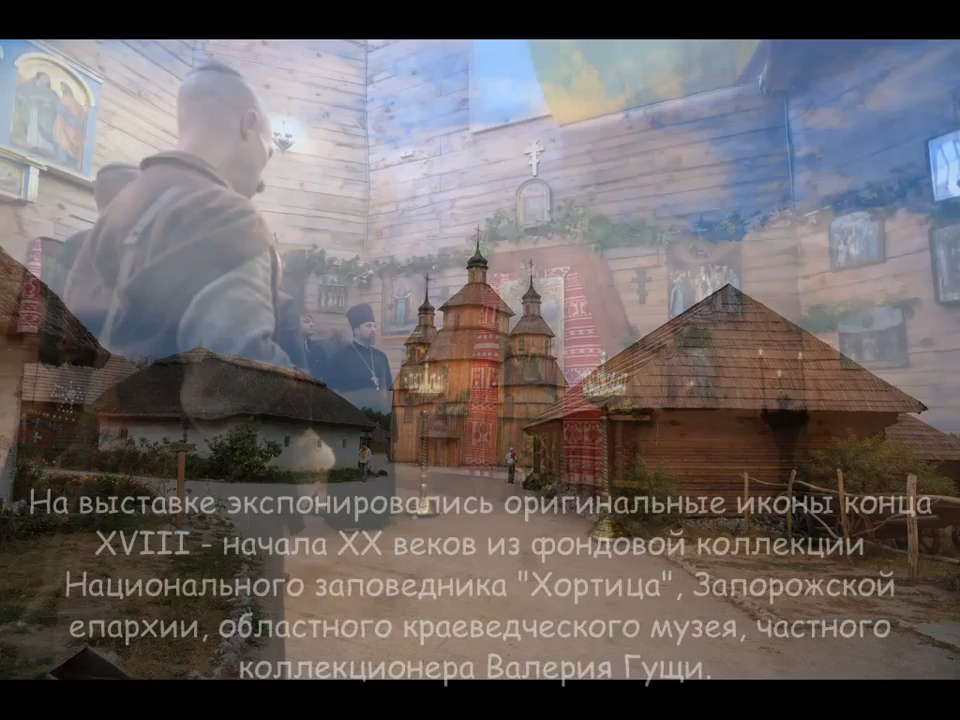 На выставке экспонировались оригинальные иконы конца
XVIII - начала XX веков из фондовой коллекции
Национального заповедника "Хортица", Запорожской
епархии, областного краеведческого музея, частного
коллекционера Валерия Гущи.